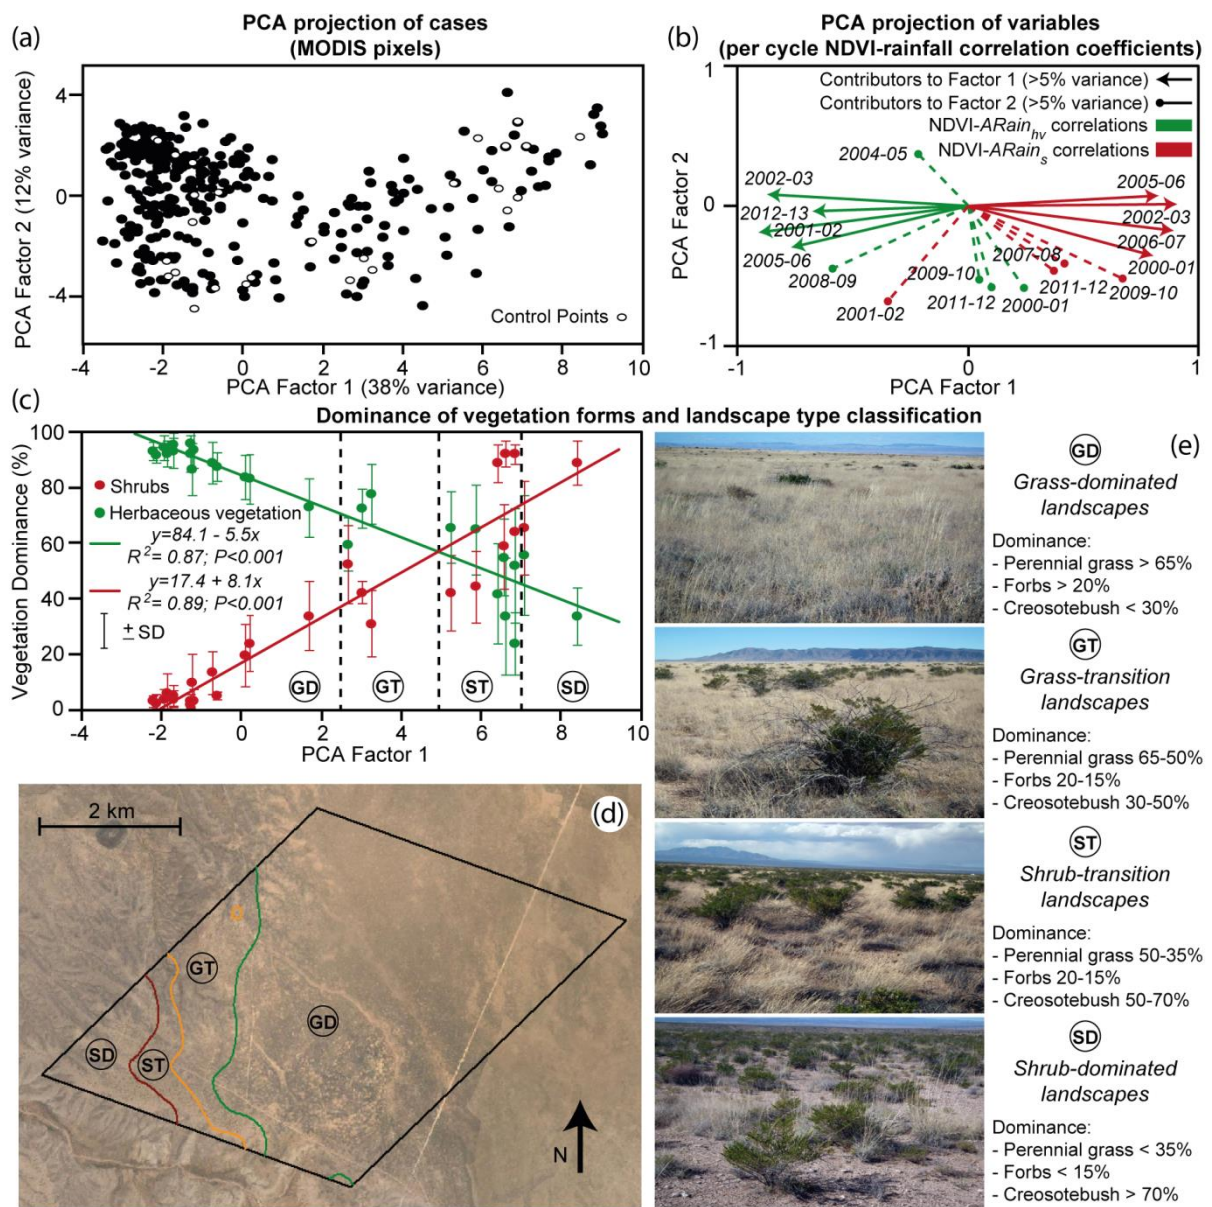 (a)
PCA projection of cases
(MODIS pixels)
PCA Factor 2 (12% variance)
4
0
-4
Control Points
-4
-2
0
2
4
6
8
10
PCA Factor 1 (38% variance)
(b)
PCA projection of variables
(per cycle NDVI-rainfall correlation coefficients)
PCA Factor 2
1
0
-1
Contributors to Factor 1 (>5% variance)
Contributors to Factor 2 (>5% variance)
NDVI-ARain_hv correlations
NDVI-ARain_s correlations
2004-05
2002-03
2012-13
2001-02
2005-06
2008-09
2001-02
2009-10
2011-12
2000-01
2007-08
2011-12
2009-10
2005-06
2002-03
2006-07
2000-01
-1
0
1
PCA Factor 1
(c)
Dominance of vegetation forms and landscape type classification
Vegetation Dominance (%)
100
80
60
40
20
0
Shrubs
Herbaceous vegetation
y=84.1 - 5.5x
R²= 0.87; P<0.001
y=17.4 + 8.1x
R²= 0.89; P<0.001
± SD
GD
GT
ST
SD
-4
-2
0
2
4
6
8
10
PCA Factor 1
(d)
2 km
GT
GD
SD
ST
N
(e)
GD
Grass-dominated
landscapes
Dominance:
- Perennial grass > 65%
- Forbs > 20%
- Creosotebush < 30%
GT
Grass-transition
landscapes
Dominance:
- Perennial grass 65-50%
- Forbs 20-15%
- Creosotebush 30-50%
ST
Shrub-transition
landscapes
Dominance:
- Perennial grass 50-35%
- Forbs 20-15%
- Creosotebush 50-70%
SD
Shrub-dominated
landscapes
Dominance:
- Perennial grass < 35%
- Forbs < 15%
- Creosotebush > 70%